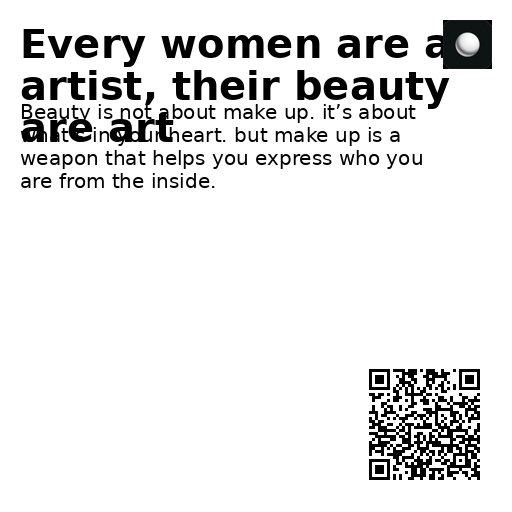 Every women are a
artist, their beauty
are art
Beauty is not about make up. it’s about
what’s in your heart. but make up is a
weapon that helps you express who you
are from the inside.